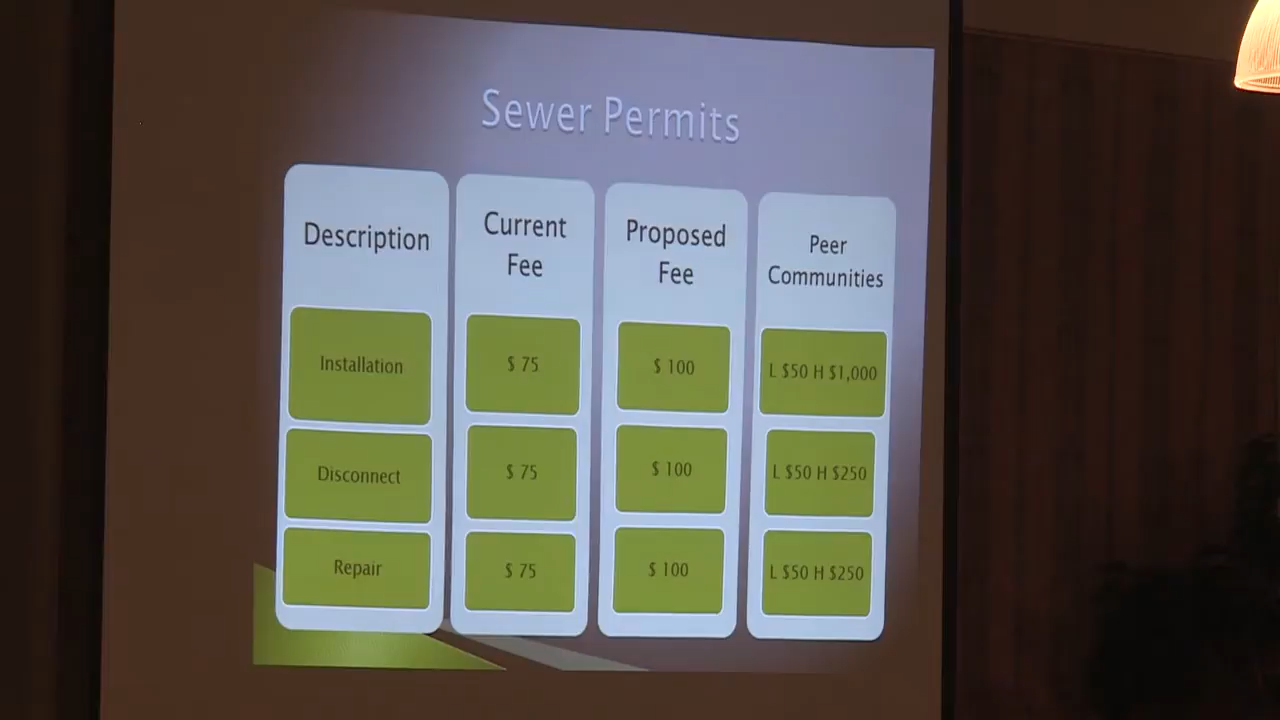 Sewer Permits
Description
Current
Fee
Proposed
Fee
Peer
Communities
Installation
$ 75
$ 100
L $50 H $1,000
Disconnect
$ 75
$ 100
L $50 H $250
Repair
$ 75
$ 100
L $50 H $250